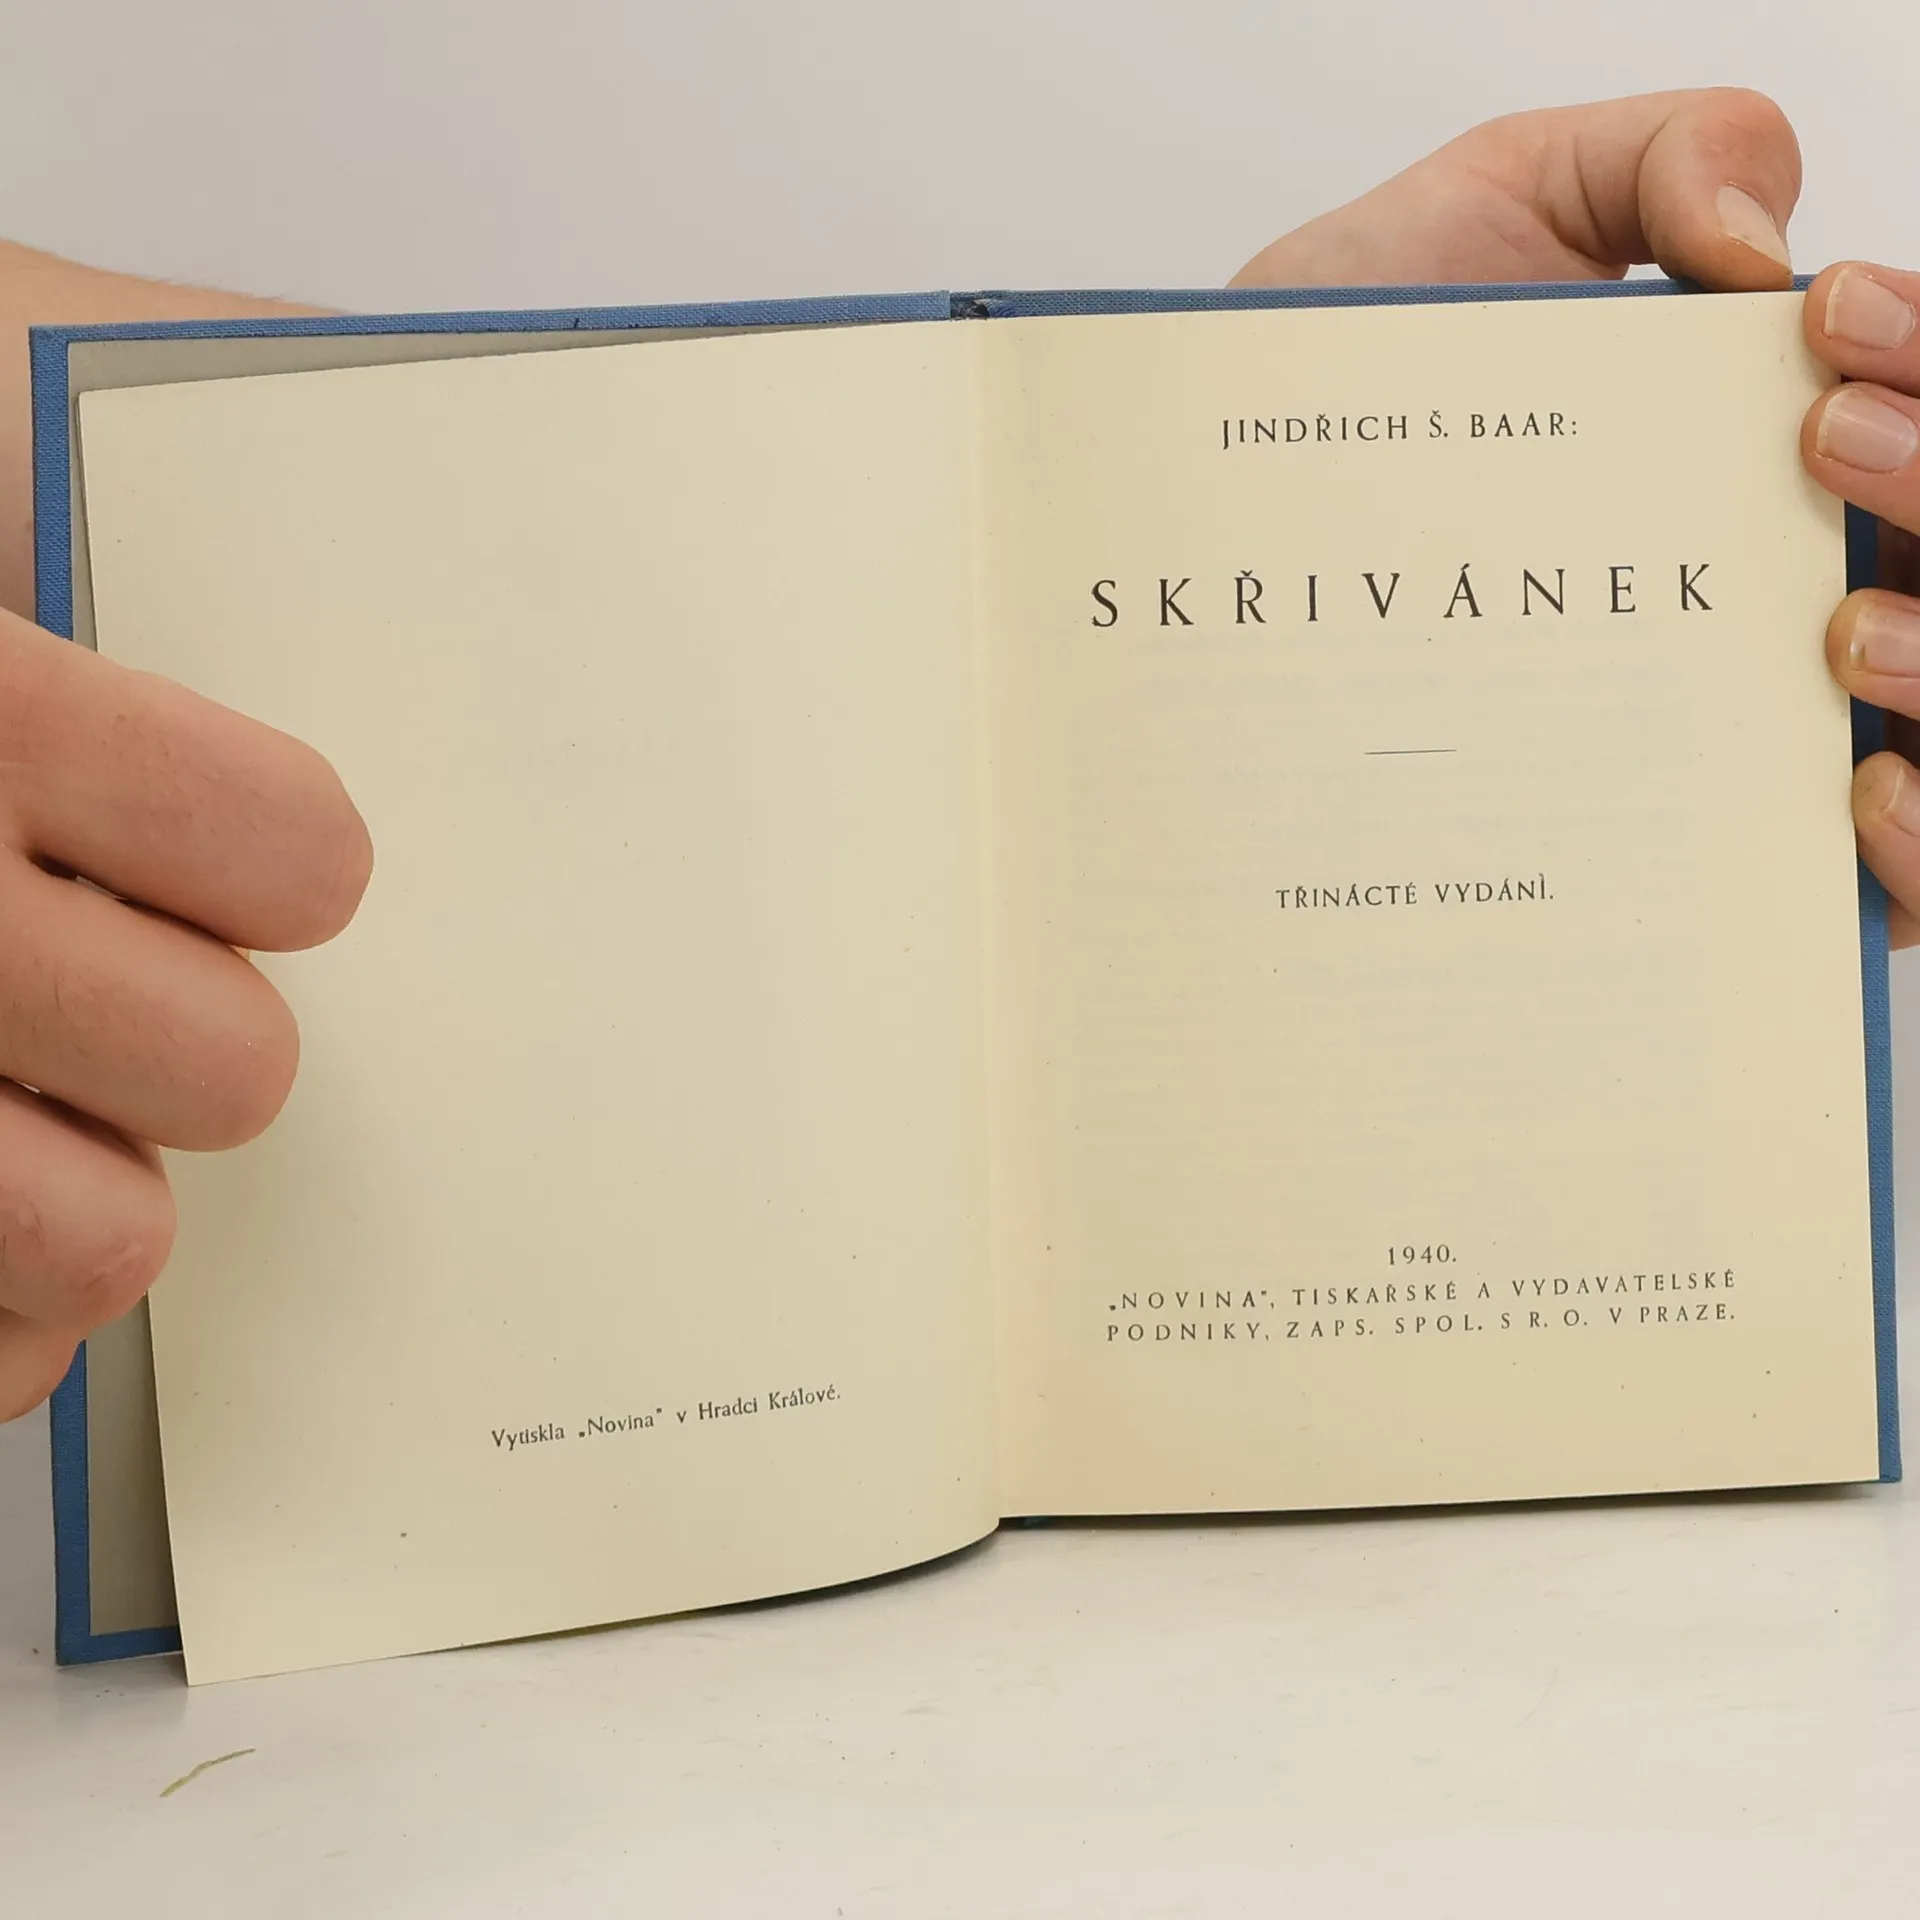 Vytiskla „Novina" v Hradci Králové.
JINDŘICH Š. BAAR:
SKŘIVÁNEK
TŘINÁCTÉ VYDÁNÍ.
1940.
„NOVINA", TISKAŘSKÉ A VYDAVATELSKÉ
PODNIKY, ZAPS. SPOL. S R. O. V PRAZE.